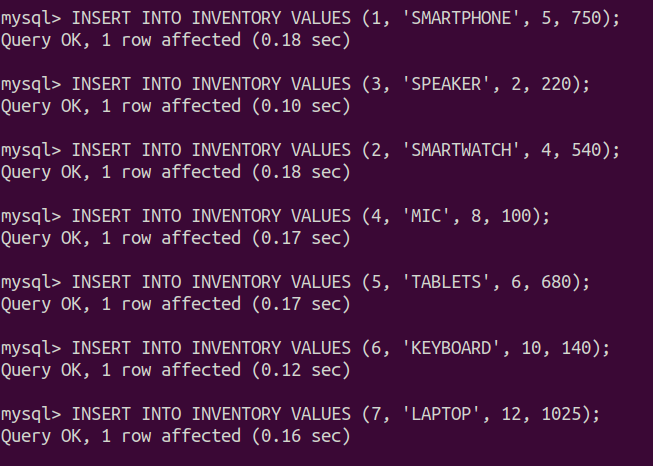 mysql> INSERT INTO INVENTORY VALUES (1, 'SMARTPHONE', 5, 750);
Query OK, 1 row affected (0.18 sec)
mysql> INSERT INTO INVENTORY VALUES (3, 'SPEAKER', 2, 220);
Query OK, 1 row affected (0.10 sec)
mysql> INSERT INTO INVENTORY VALUES (2, 'SMARTWATCH', 4, 540);
Query OK, 1 row affected (0.18 sec)
mysql> INSERT INTO INVENTORY VALUES (4, 'MIC', 8, 100);
Query OK, 1 row affected (0.17 sec)
mysql> INSERT INTO INVENTORY VALUES (5, 'TABLETS', 6, 680);
Query OK, 1 row affected (0.17 sec)
mysql> INSERT INTO INVENTORY VALUES (6, 'KEYBOARD', 10, 140);
Query OK, 1 row affected (0.12 sec)
mysql> INSERT INTO INVENTORY VALUES (7, 'LAPTOP', 12, 1025);
Query OK, 1 row affected (0.16 sec)